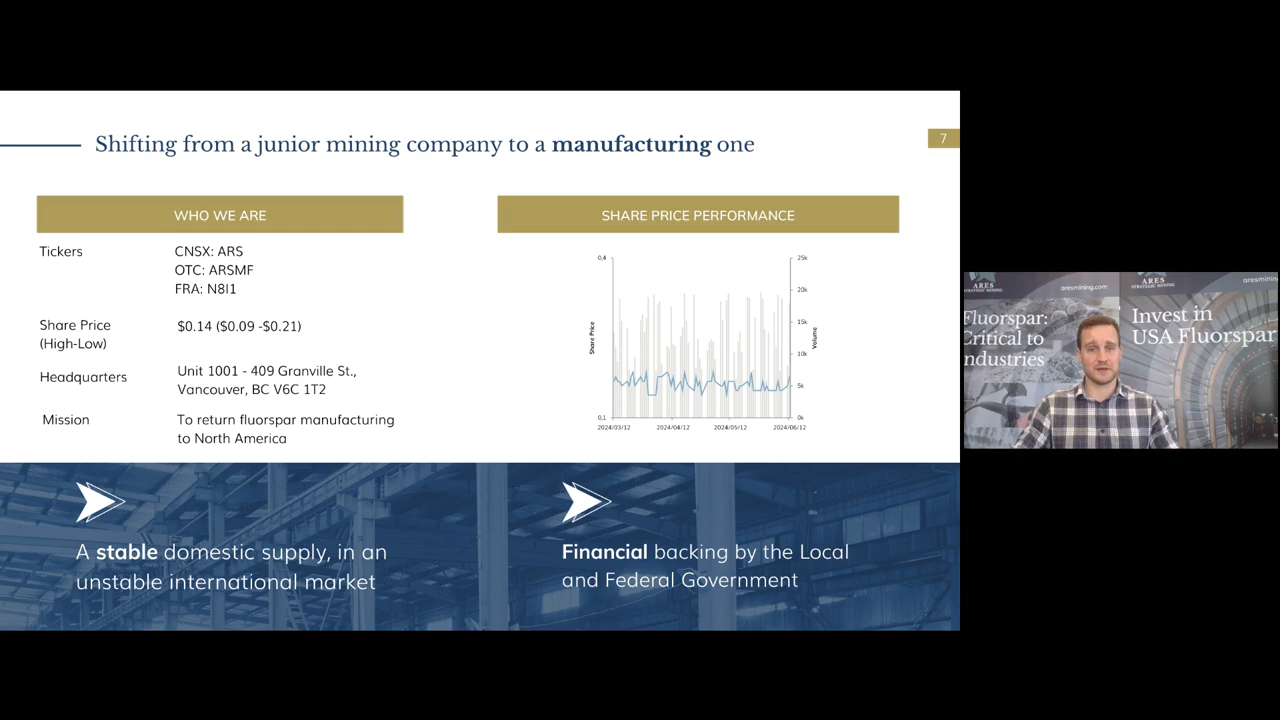 Shifting from a junior mining company to a manufacturing one
7
WHO WE ARE
Tickers
CNSX: ARS
OTC: ARSMF
FRA: N8I1
Share Price
(High-Low)
$0.14 ($0.09 -$0.21)
Headquarters
Unit 1001 - 409 Granville St.,
Vancouver, BC V6C 1T2
Mission
To return fluorspar manufacturing
to North America
SHARE PRICE PERFORMANCE
0,4
0,1
Share Price
25k
20k
15k
10k
5k
0k
Volume
2024/03/12
2024/04/12
2024/05/12
2024/06/12
A stable domestic supply, in an
unstable international market
Financial backing by the Local
and Federal Government
ARES
STRATEGIC MINING
aresmining.com
Fluorspar:
Critical to
ndustries
ARES
STRATEGIC MINING
aresmining
Invest in
USA Fluorspar